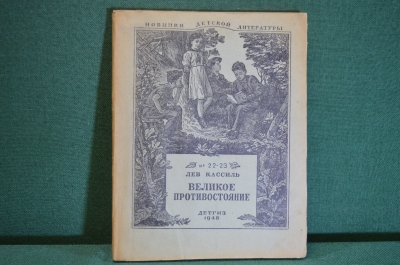 НОВИНКИ ДЕТСКОЙ ЛИТЕРАТУРЫ
№ 22-23
ЛЕВ КАССИЛЬ
ВЕЛИКОЕ
ПРОТИВОСТОЯНИЕ
ДЕТГИЗ
1948